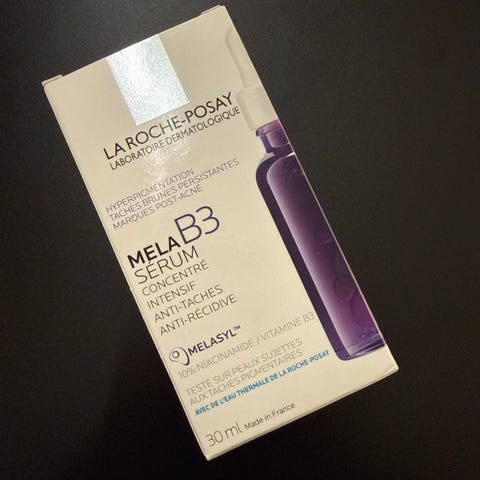 LA ROCHE-POSAY
LABORATOIRE DERMATOLOGIQUE
HYPERPIGMENTATION
TACHES BRUNES PERSISTANTES
MARQUES POST-ACNÉ
MELA B3
SÉRUM
CONCENTRÉ
INTENSIF
ANTI-TACHES
ANTI-RÉCIDIVE
MELASYL™
10% NIACINAMIDE / VITAMINE B3
TESTÉ SUR PEAUX SUJETTES
AUX TACHES PIGMENTAIRES
AVEC DE L'EAU THERMALE DE LA ROCHE-POSAY
30 ml Made in France